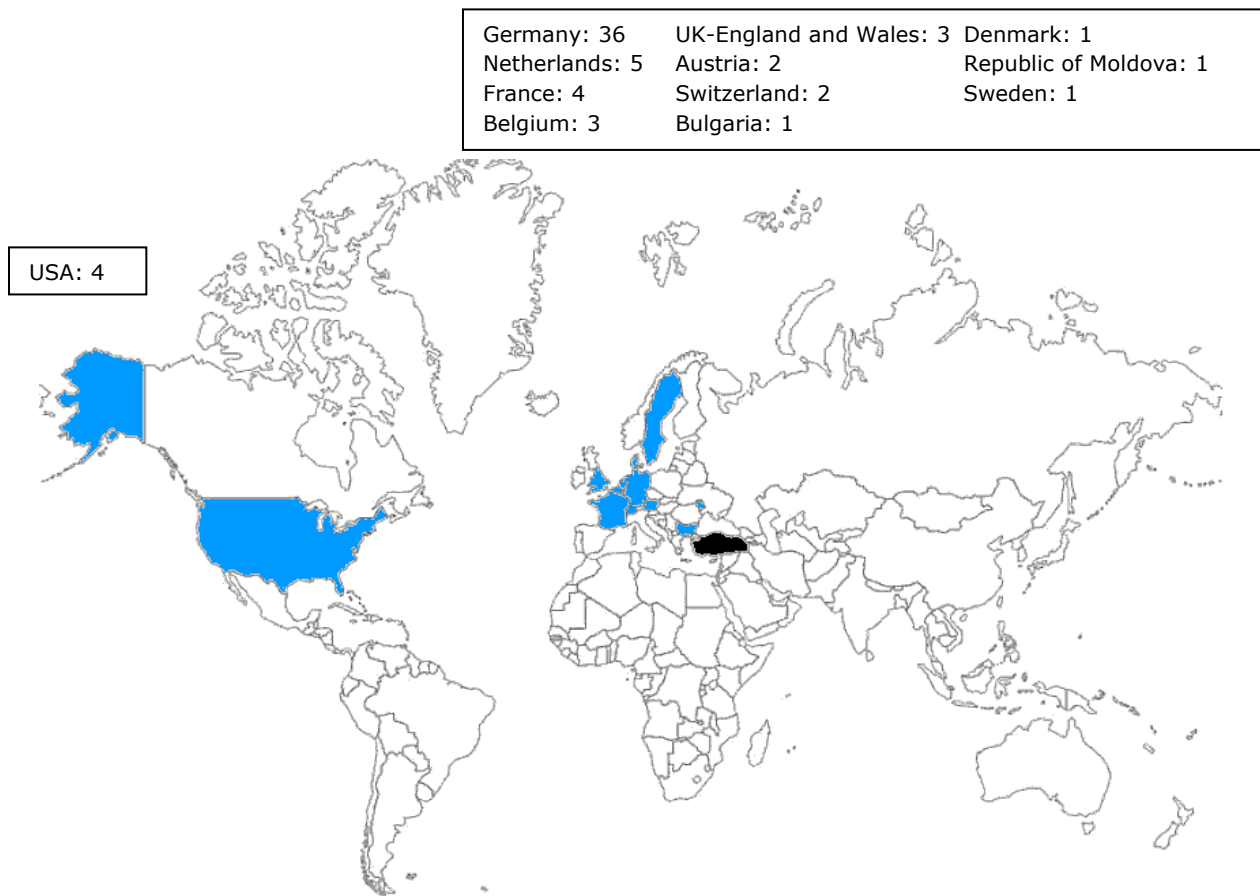 Germany: 36 UK-England and Wales: 3 Denmark: 1
Netherlands: 5 Austria: 2 Republic of Moldova: 1
France: 4 Switzerland: 2 Sweden: 1
Belgium: 3 Bulgaria: 1
USA: 4